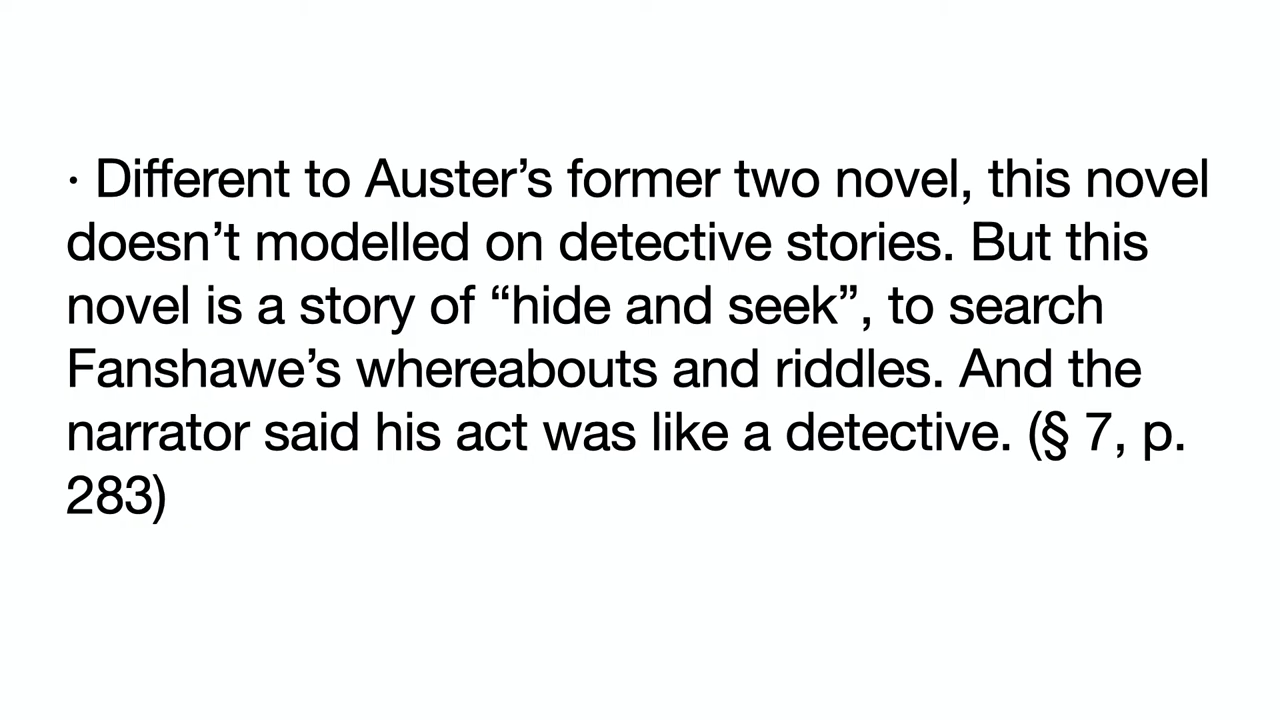 · Different to Auster’s former two novel, this novel
doesn’t modelled on detective stories. But this
novel is a story of “hide and seek”, to search
Fanshawe’s whereabouts and riddles. And the
narrator said his act was like a detective. (§ 7, p.
283)